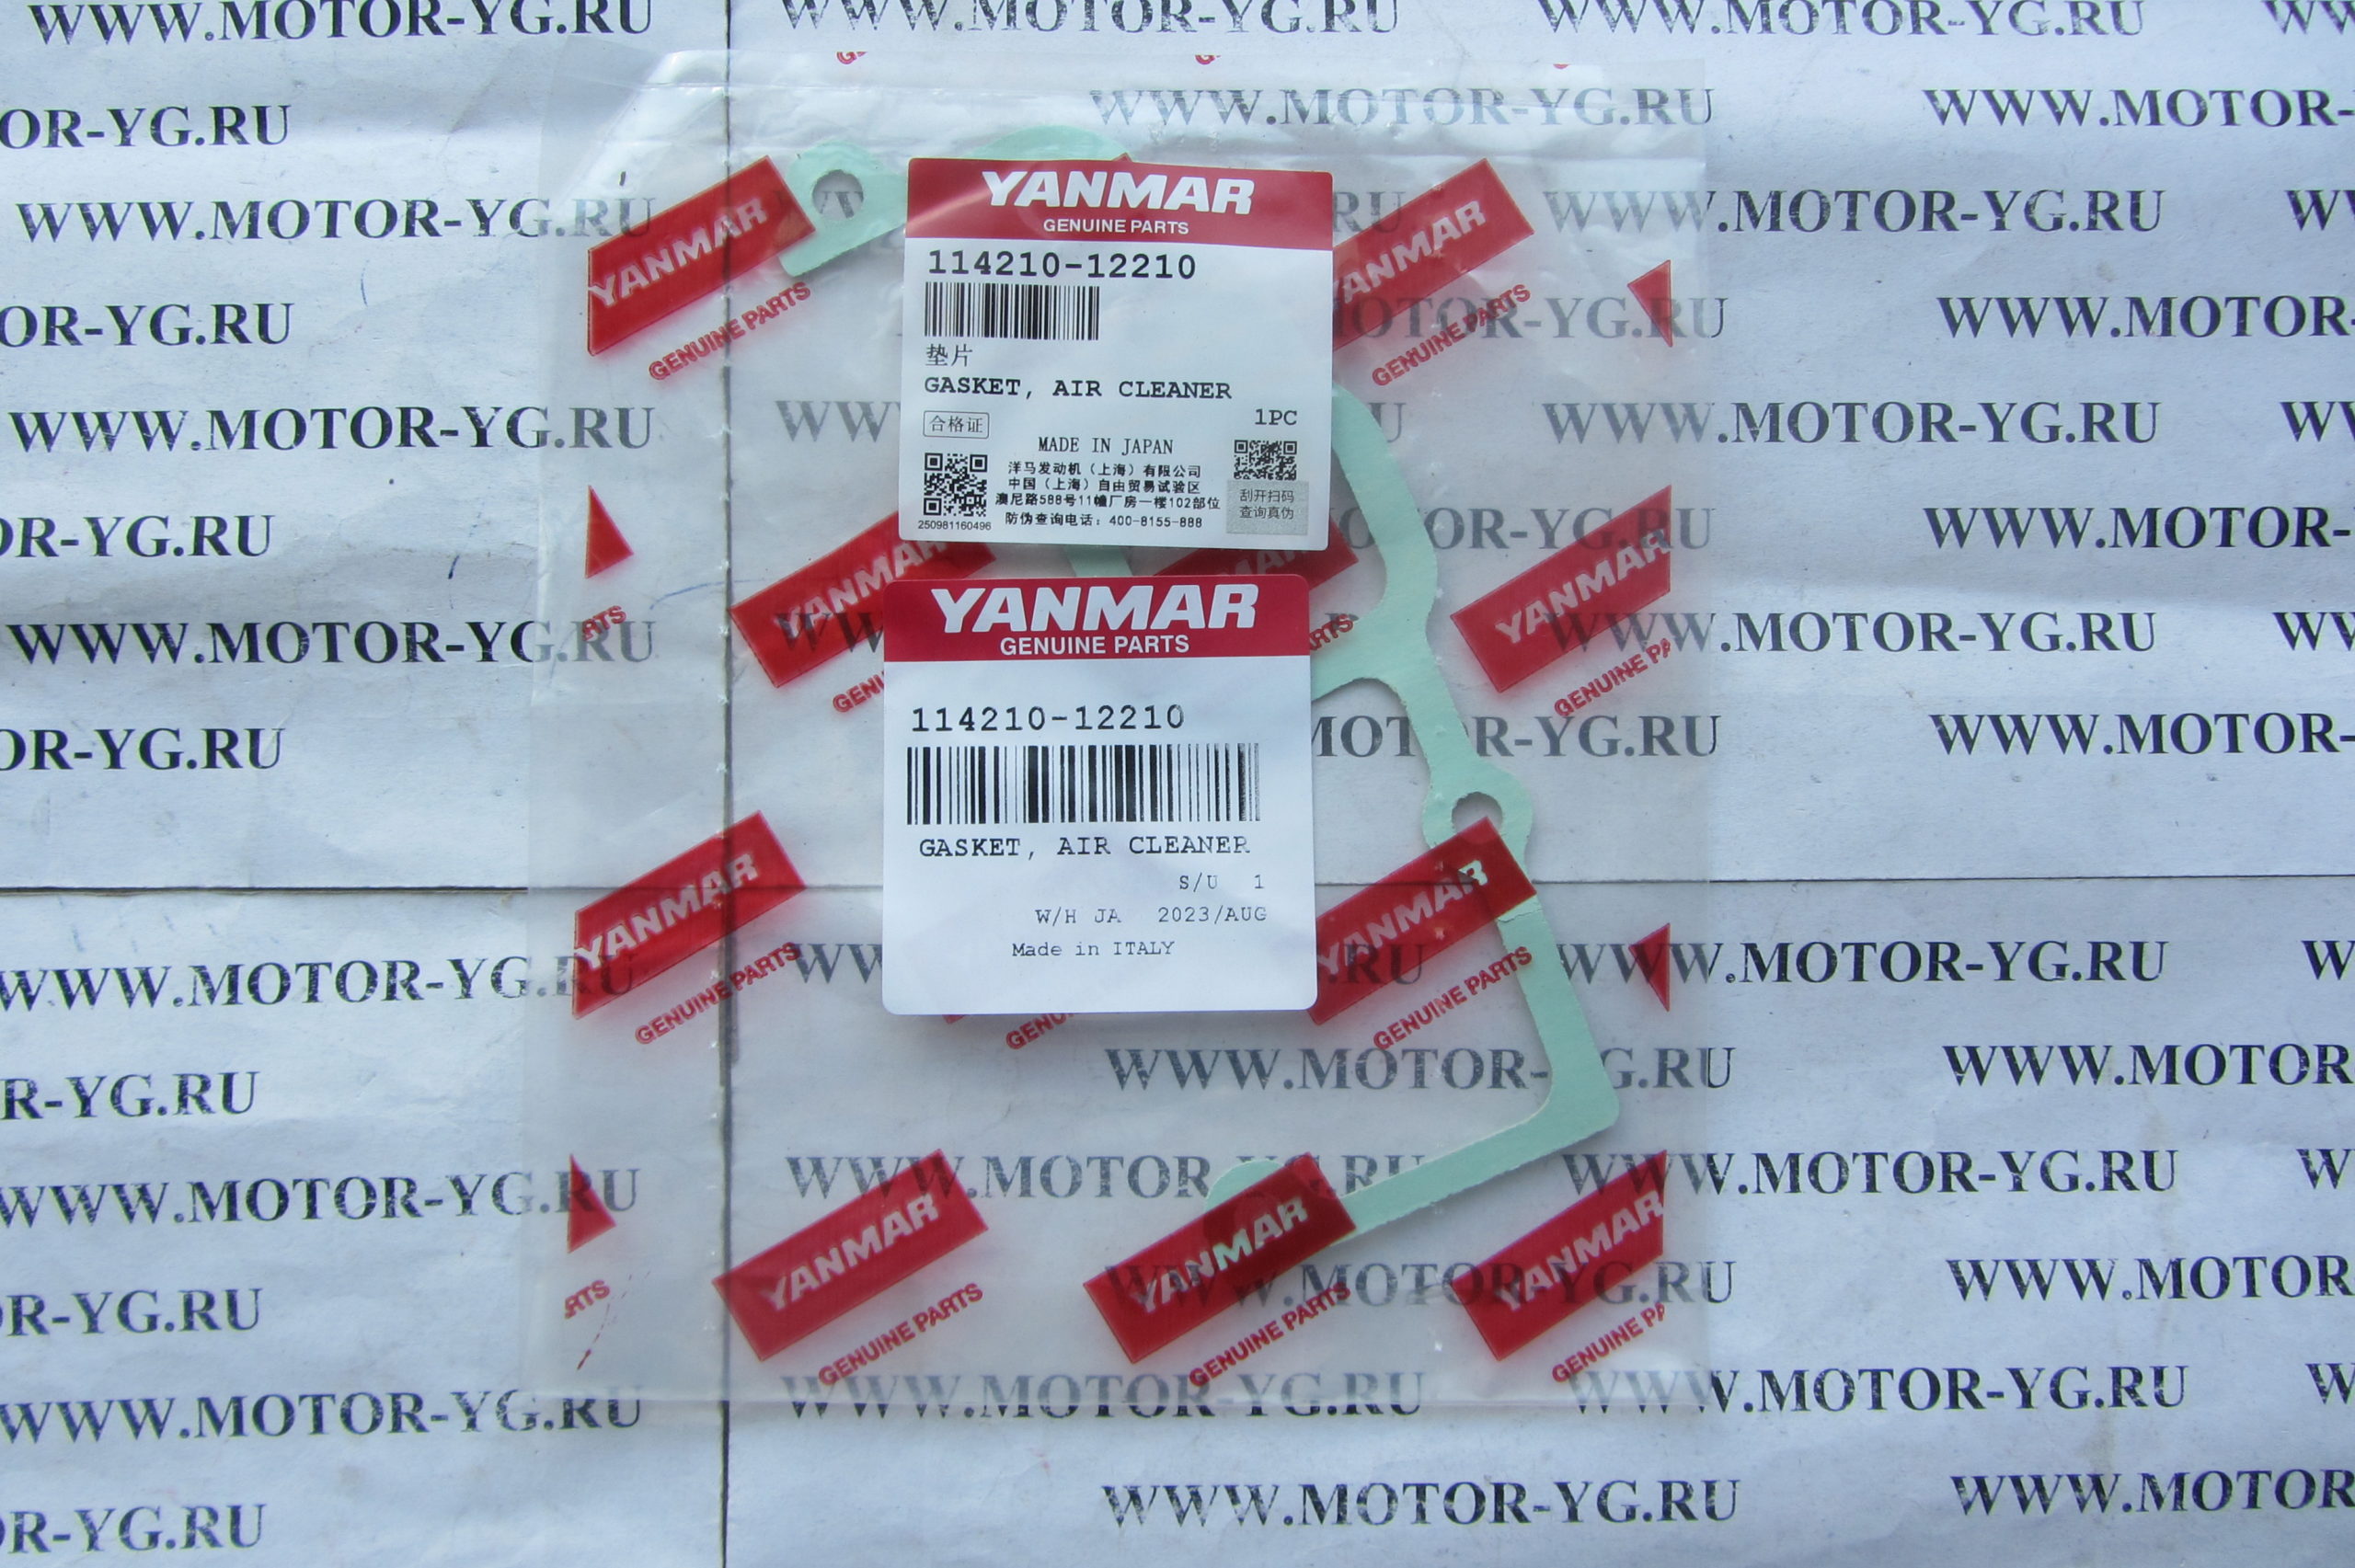 YANMAR
GENUINE PARTS
114210-12210
垫片
GASKET, AIR CLEANER
合格证
1PC
MADE IN JAPAN
洋马发动机（上海）有限公司
中国（上海）自由贸易试验区
澳尼路588号11幢厂房一楼102部位
防伪查询电话：400-8155-888
250981160496
刮开扫码
查询真伪
YANMAR
GENUINE PARTS
114210-12210
GASKET, AIR CLEANER
S/U 1
W/H JA 2023/AUG
Made in ITALY
YANMAR
GENUINE PARTS
WWW.MOTOR-YG.RU